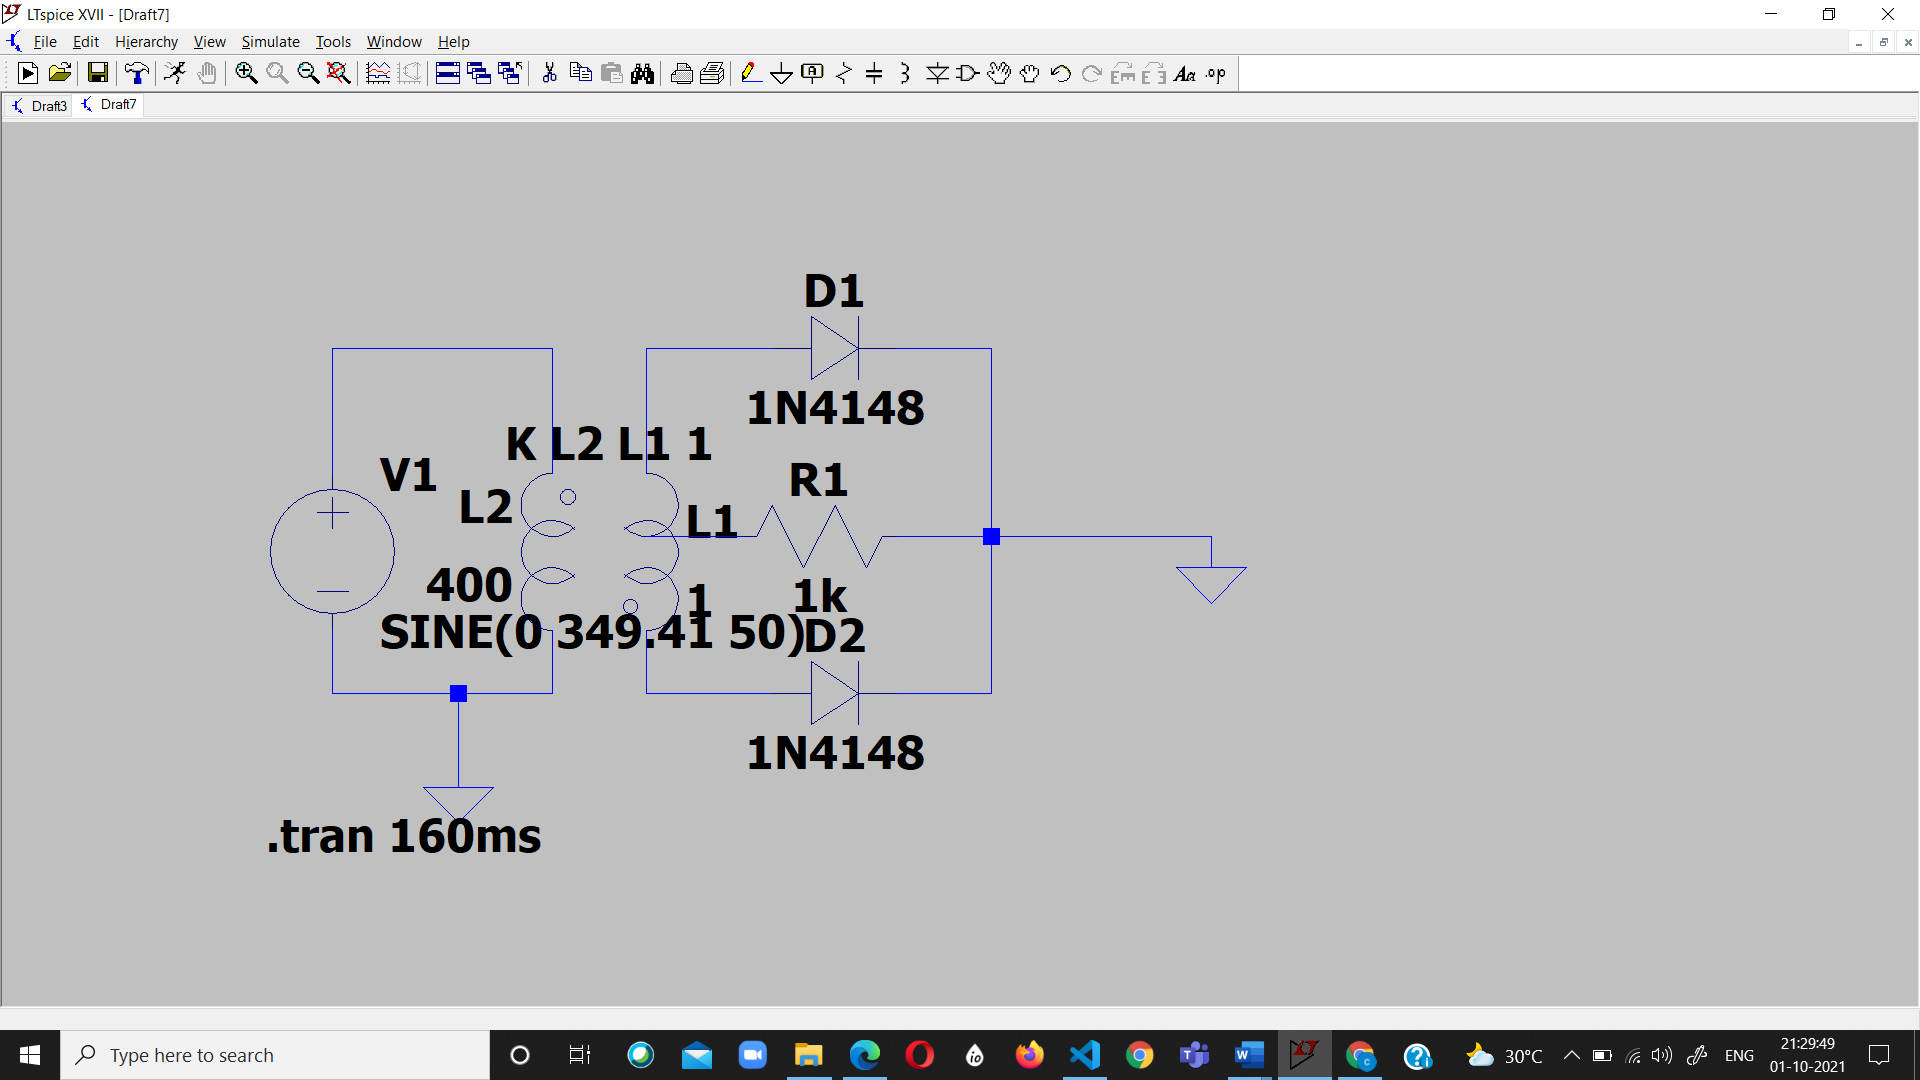 LTspice XVII - [Draft7]
File Edit Hierarchy View Simulate Tools Window Help
Aa .op
Draft3 Draft7
D1
1N4148
K L2 L1 1
V1
L2
L1
R1
400
1
1k
SINE(0 349.41 50)
D2
1N4148
.tran 160ms
Type here to search
30°C
ENG
21:29:49
01-10-2021